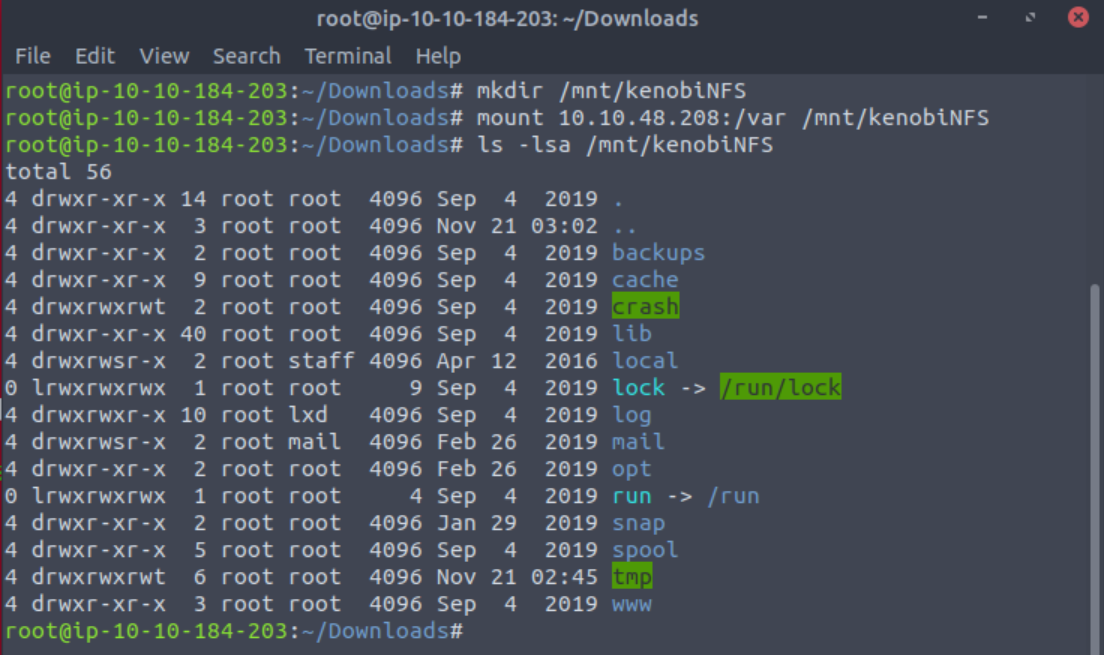 root@ip-10-10-184-203: ~/Downloads
File Edit View Search Terminal Help
root@ip-10-10-184-203:~/Downloads# mkdir /mnt/kenobiNFS
root@ip-10-10-184-203:~/Downloads# mount 10.10.48.208:/var /mnt/kenobiNFS
root@ip-10-10-184-203:~/Downloads# ls -lsa /mnt/kenobiNFS
total 56
4 drwxr-xr-x 14 root root  4096 Sep  4  2019 .
4 drwxr-xr-x  3 root root  4096 Nov 21 03:02 ..
4 drwxr-xr-x  2 root root  4096 Sep  4  2019 backups
4 drwxr-xr-x  9 root root  4096 Sep  4  2019 cache
4 drwxrwxrwt  2 root root  4096 Sep  4  2019 crash
4 drwxr-xr-x 40 root root  4096 Sep  4  2019 lib
4 drwxrwsr-x  2 root staff 4096 Apr 12  2016 local
0 lrwxrwxrwx  1 root root     9 Sep  4  2019 lock -> /run/lock
4 drwxrwxr-x 10 root lxd   4096 Sep  4  2019 log
4 drwxrwsr-x  2 root mail  4096 Feb 26  2019 mail
4 drwxr-xr-x  2 root root  4096 Feb 26  2019 opt
0 lrwxrwxrwx  1 root root     4 Sep  4  2019 run -> /run
4 drwxr-xr-x  2 root root  4096 Jan 29  2019 snap
4 drwxr-xr-x  5 root root  4096 Sep  4  2019 spool
4 drwxrwxrwt  6 root root  4096 Nov 21 02:45 tmp
4 drwxr-xr-x  3 root root  4096 Sep  4  2019 www
root@ip-10-10-184-203:~/Downloads#